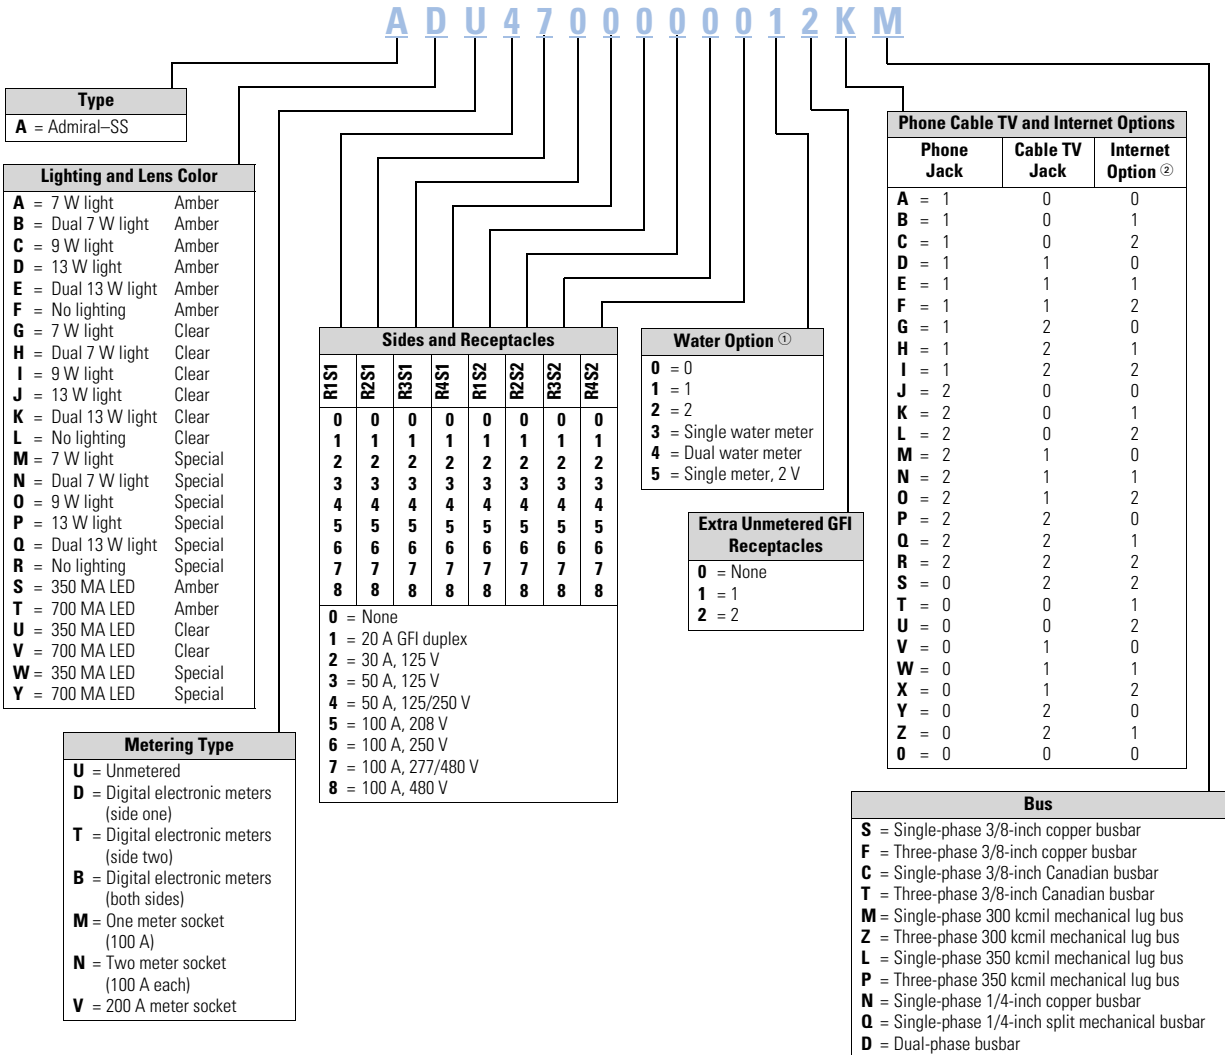 A D U 4 7 0 0 0 0 0 0 1 2 K M
Type
A = Admiral–SS
Lighting and Lens Color
A = 7 W light Amber
B = Dual 7 W light Amber
C = 9 W light Amber
D = 13 W light Amber
E = Dual 13 W light Amber
F = No lighting Amber
G = 7 W light Clear
H = Dual 7 W light Clear
I = 9 W light Clear
J = 13 W light Clear
K = Dual 13 W light Clear
L = No lighting Clear
M = 7 W light Special
N = Dual 7 W light Special
O = 9 W light Special
P = 13 W light Special
Q = Dual 13 W light Special
R = No lighting Special
S = 350 MA LED Amber
T = 700 MA LED Amber
U = 350 MA LED Clear
V = 700 MA LED Clear
W = 350 MA LED Special
Y = 700 MA LED Special
Metering Type
U = Unmetered
D = Digital electronic meters
(side one)
T = Digital electronic meters
(side two)
B = Digital electronic meters
(both sides)
M = One meter socket
(100 A)
N = Two meter socket
(100 A each)
V = 200 A meter socket
Sides and Receptacles
R1S1 R2S1 R3S1 R4S1 R1S2 R2S2 R3S2 R4S2
0 0 0 0 0 0 0 0
1 1 1 1 1 1 1 1
2 2 2 2 2 2 2 2
3 3 3 3 3 3 3 3
4 4 4 4 4 4 4 4
5 5 5 5 5 5 5 5
6 6 6 6 6 6 6 6
7 7 7 7 7 7 7 7
8 8 8 8 8 8 8 8
0 = None
1 = 20 A GFI duplex
2 = 30 A, 125 V
3 = 50 A, 125 V
4 = 50 A, 125/250 V
5 = 100 A, 208 V
6 = 100 A, 250 V
7 = 100 A, 277/480 V
8 = 100 A, 480 V
Water Option ①
0 = 0
1 = 1
2 = 2
3 = Single water meter
4 = Dual water meter
5 = Single meter, 2 V
Extra Unmetered GFI
Receptacles
0 = None
1 = 1
2 = 2
Phone Cable TV and Internet Options
Phone Cable TV Internet
Jack Jack Option ②
A = 1 0 0
B = 1 0 1
C = 1 0 2
D = 1 1 0
E = 1 1 1
F = 1 1 2
G = 1 2 0
H = 1 2 1
I = 1 2 2
J = 2 0 0
K = 2 0 1
L = 2 0 2
M = 2 1 0
N = 2 1 1
O = 2 1 2
P = 2 2 0
Q = 2 2 1
R = 2 2 2
S = 0 2 2
T = 0 0 1
U = 0 0 2
V = 0 1 0
W = 0 1 1
X = 0 1 2
Y = 0 2 0
Z = 0 2 1
0 = 0 0 0
Bus
S = Single-phase 3/8-inch copper busbar
F = Three-phase 3/8-inch copper busbar
C = Single-phase 3/8-inch Canadian busbar
T = Three-phase 3/8-inch Canadian busbar
M = Single-phase 300 kcmil mechanical lug bus
Z = Three-phase 300 kcmil mechanical lug bus
L = Single-phase 350 kcmil mechanical lug bus
P = Three-phase 350 kcmil mechanical lug bus
N = Single-phase 1/4-inch copper busbar
Q = Single-phase 1/4-inch split mechanical busbar
D = Dual-phase busbar